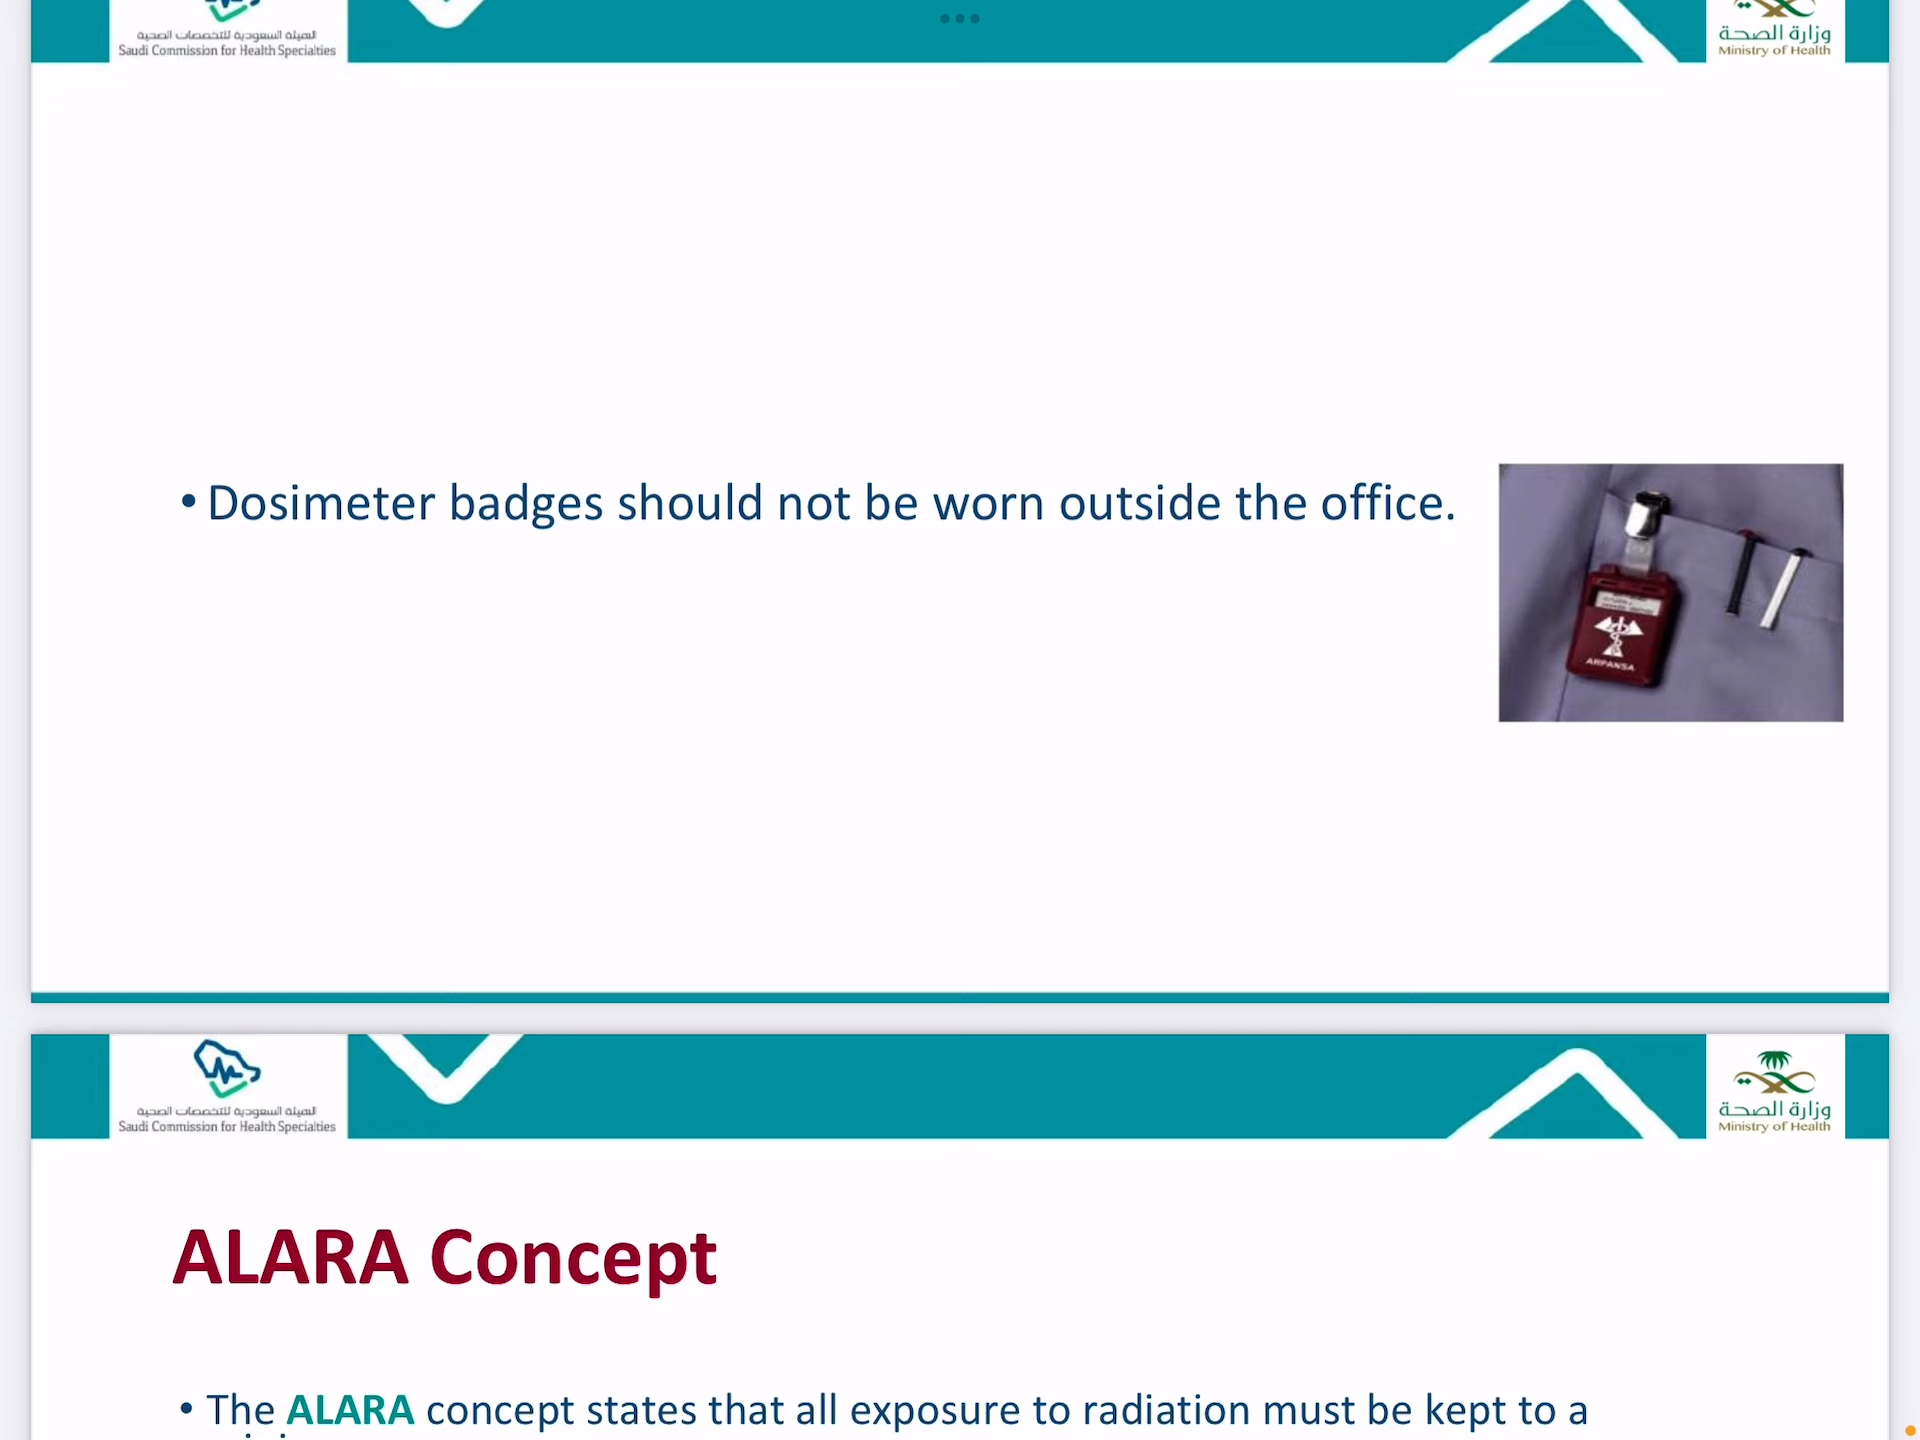 الهيئة السعودية للتخصصات الصحية
Saudi Commission for Health Specialties
وزارة الصحة
Ministry of Health
• Dosimeter badges should not be worn outside the office.
ARPANSA
الهيئة السعودية للتخصصات الصحية
Saudi Commission for Health Specialties
وزارة الصحة
Ministry of Health
ALARA Concept
• The ALARA concept states that all exposure to radiation must be kept to a